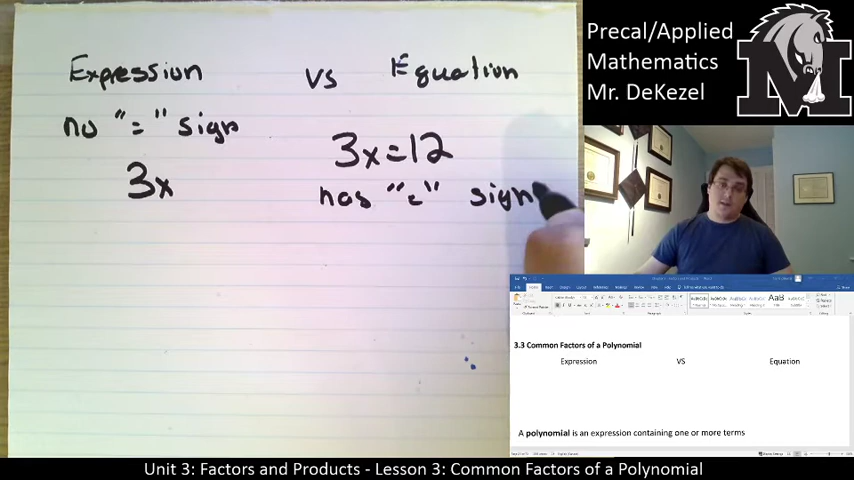 Expression vs Equation
no "=" sign
3x=12
3x
has "=" sign
Precal/Applied
Mathematics
Mr. DeKezel
M
3.3 Common Factors of a Polynomial
Expression VS Equation
A polynomial is an expression containing one or more terms
Unit 3: Factors and Products - Lesson 3: Common Factors of a Polynomial